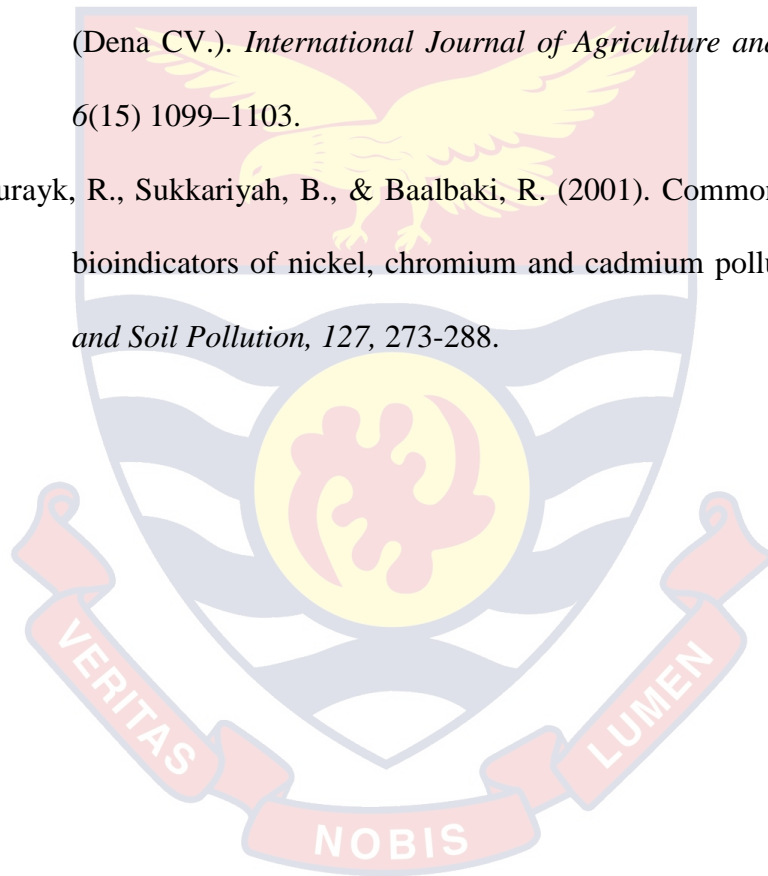 (Dena CV.). International Journal of Agriculture and
6(15) 1099–1103.
urayk, R., Sukkariyah, B., & Baalbaki, R. (2001). Common
bioindicators of nickel, chromium and cadmium pollu
and Soil Pollution, 127, 273-288.
VERITAS
NOBIS
LUMEN